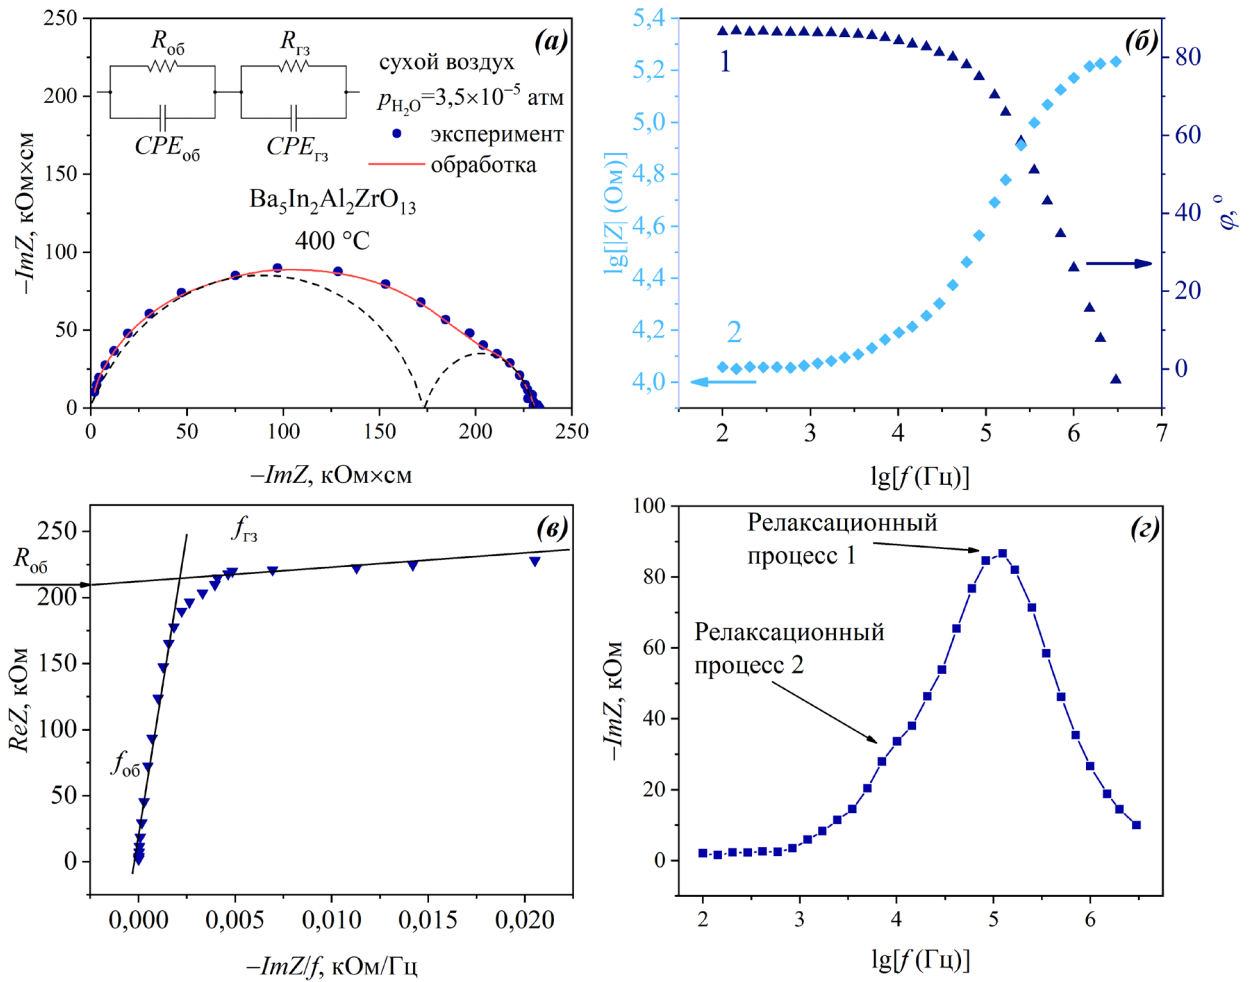 (а)
250
200
150
100
50
0
0 50 100 150 200 250
–ImZ, кОм×см
–ImZ, кОм×см
Rоб
Rгз
CPEоб
CPEгз
сухой воздух
pH2O=3,5×10–5 атм
эксперимент
обработка
Ba5In2Al2ZrO13
400 °C
(б)
5,4
5,2
5,0
4,8
4,6
4,4
4,2
4,0
lg[|Z| (Ом)]
1
2
80
60
40
20
0
φ, °
2 3 4 5 6 7
lg[f (Гц)]
(в)
250
200
150
100
50
0
ReZ, кОм
Rоб
fгз
fоб
0,000 0,005 0,010 0,015 0,020
–ImZ/f, кОм/Гц
(г)
100
80
60
40
20
0
–ImZ, кОм
Релаксационный
процесс 1
Релаксационный
процесс 2
2 3 4 5 6
lg[f (Гц)]